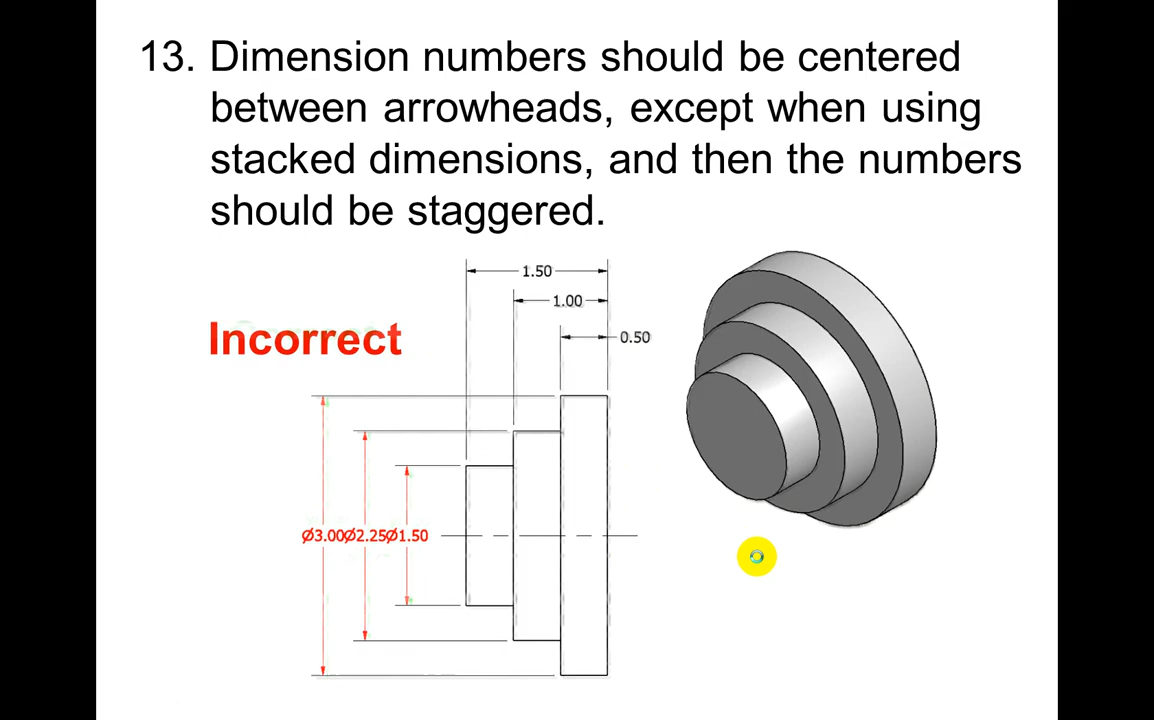 13. Dimension numbers should be centered
between arrowheads, except when using
stacked dimensions, and then the numbers
should be staggered.
1.50
1.00
Incorrect
0.50
Ø3.00Ø2.25Ø1.50